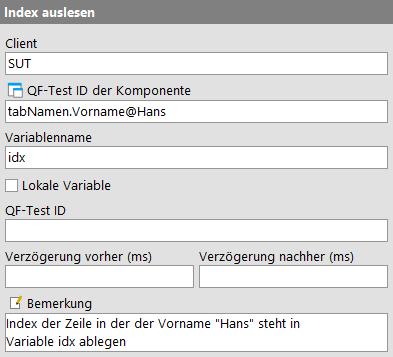 Index auslesen
Client
SUT
QF-Test ID der Komponente
tabNamen.Vorname@Hans
Variablenname
idx
Lokale Variable
QF-Test ID
Verzögerung vorher (ms) Verzögerung nachher (ms)
Bemerkung
Index der Zeile in der der Vorname "Hans" steht in
Variable idx ablegen